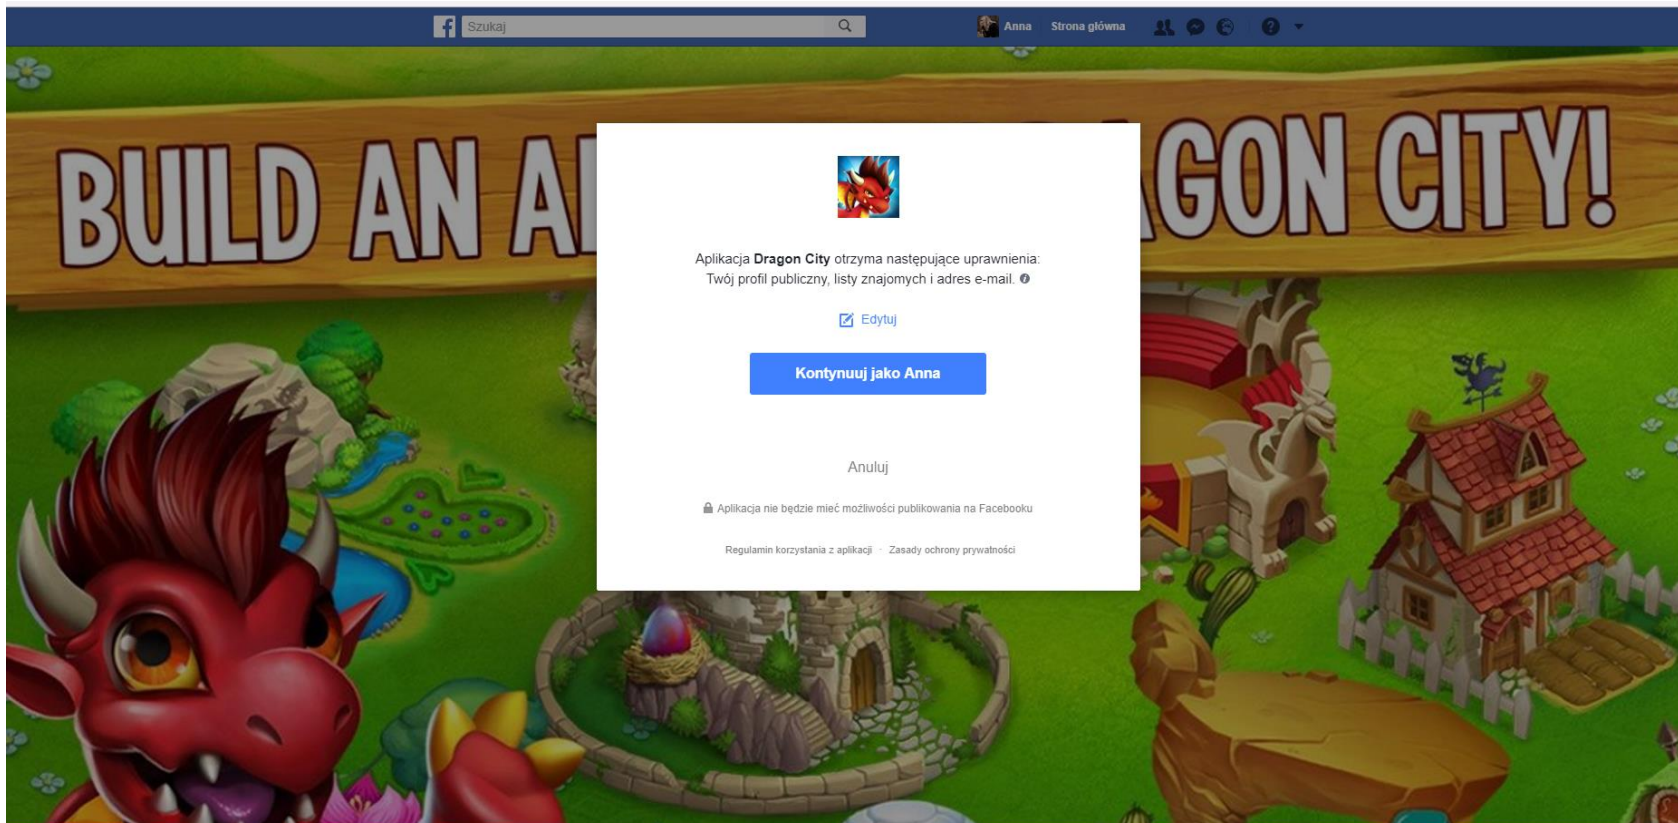 Szukaj
Anna Strona główna
BUILD AN A
AGON CITY!
Aplikacja Dragon City otrzyma następujące uprawnienia:
Twój profil publiczny, listy znajomych i adres e-mail.
Edytuj
Kontynuuj jako Anna
Anuluj
Aplikacja nie będzie mieć możliwości publikowania na Facebooku
Regulamin korzystania z aplikacji · Zasady ochrony prywatności